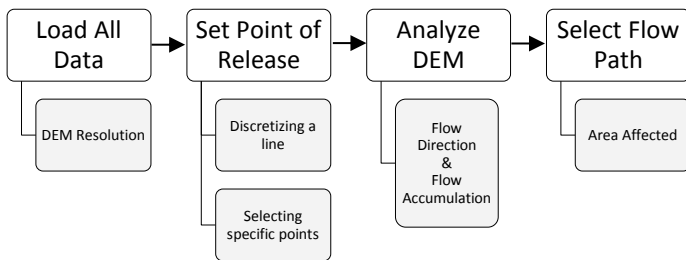 Load All
Data
DEM Resolution
Set Point of
Release
Discretizing a
line
Selecting
specific points
Analyze
DEM
Flow
Direction
&
Flow
Accumulation
Select Flow
Path
Area Affected